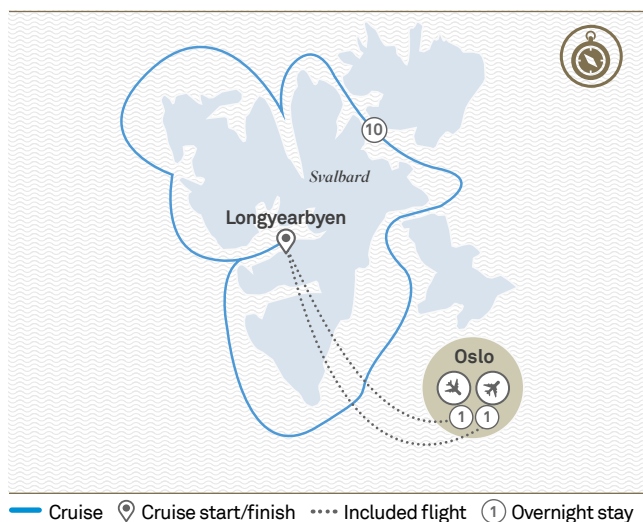 10
Svalbard
Longyearbyen
Oslo
1 1
Cruise Cruise start/finish Included flight 1 Overnight stay